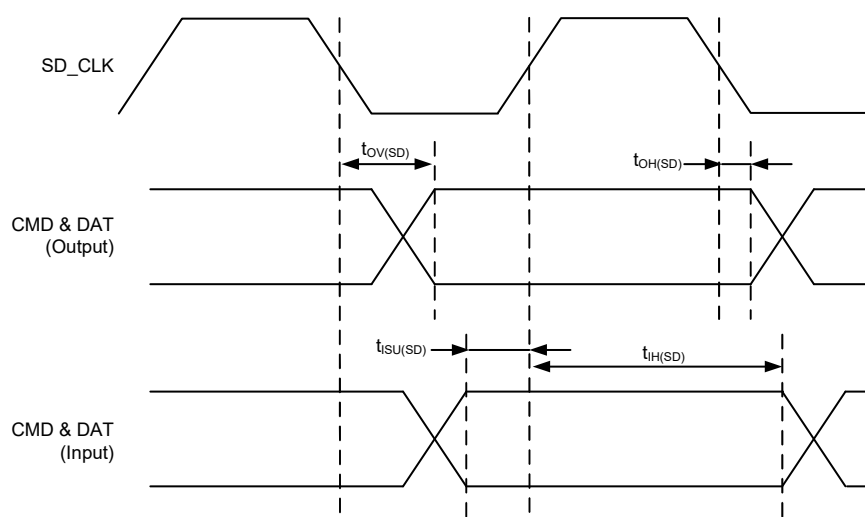 SD_CLK
tOV(SD)
tOH(SD)
CMD & DAT
(Output)
tISU(SD)
tIH(SD)
CMD & DAT
(Input)